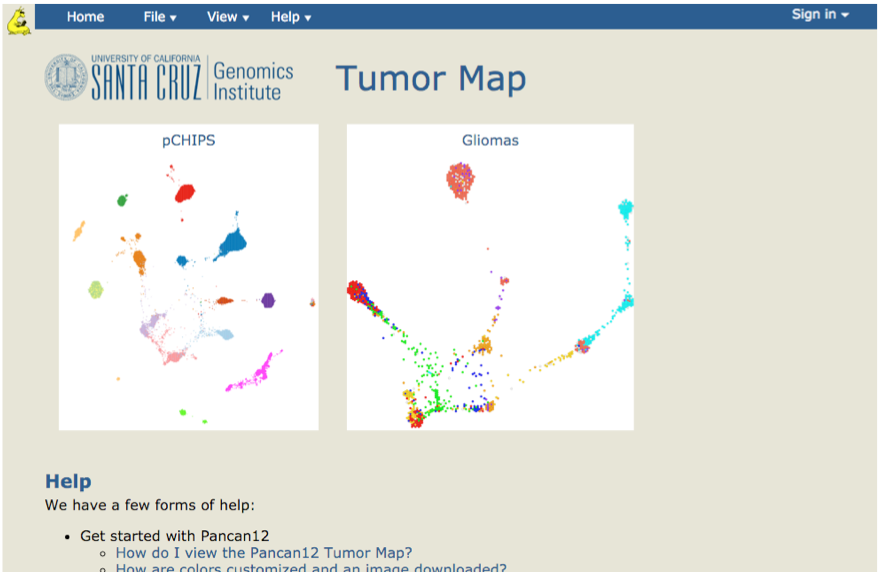 Home File ▾ View ▾ Help ▾ Sign in ▾
UNIVERSITY OF CALIFORNIA
SANTA CRUZ
Genomics
Institute
Tumor Map
pCHIPS
Gliomas
Help
We have a few forms of help:
• Get started with Pancan12
How do I view the Pancan12 Tumor Map?
How are colors customized and an image downloaded?